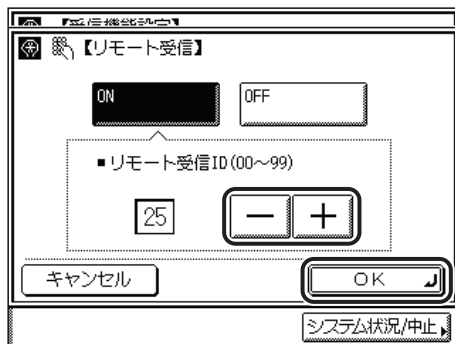 【受信機能設定】
【リモート受信】
ON OFF
■リモート受信ID(00～99)
25 － ＋
キャンセル OK
システム状況/中止